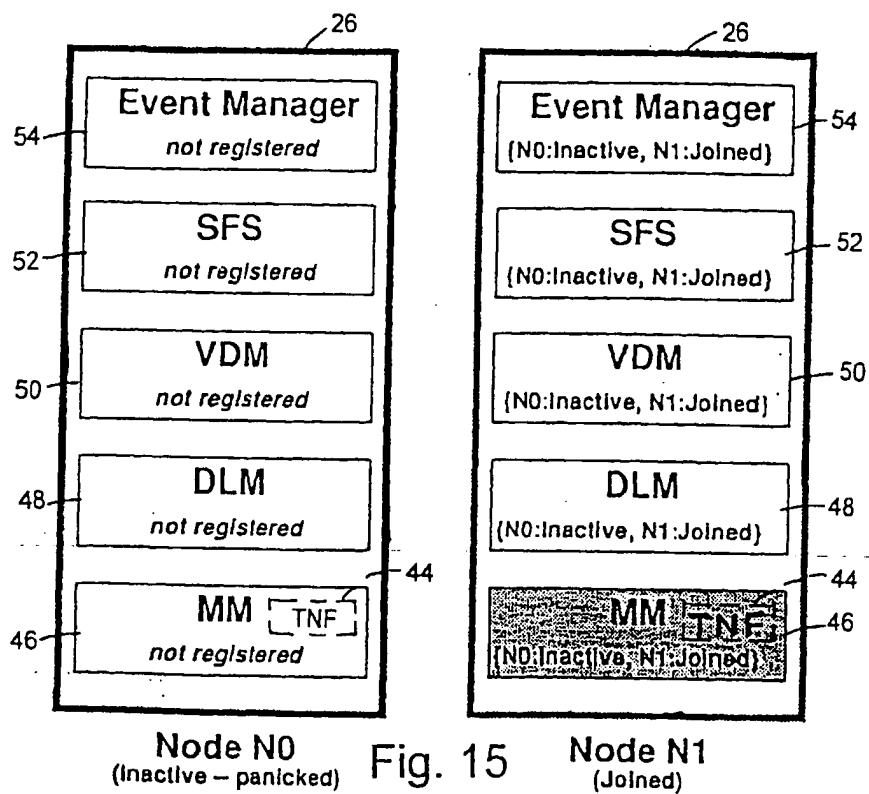 26
Event Manager
not registered
54
SFS
not registered
52
VDM
not registered
50
DLM
not registered
48
44
MM
TNF
not registered
46
Node N0
(Inactive – panicked)
26
Event Manager
{N0:Inactive, N1:Joined}
54
SFS
{N0:Inactive, N1:Joined}
52
VDM
{N0:Inactive, N1:Joined}
50
DLM
{N0:Inactive, N1:Joined}
48
44
MM
TNF
46
{N0:Inactive, N1:Joined}
Node N1
(Joined)
Fig. 15